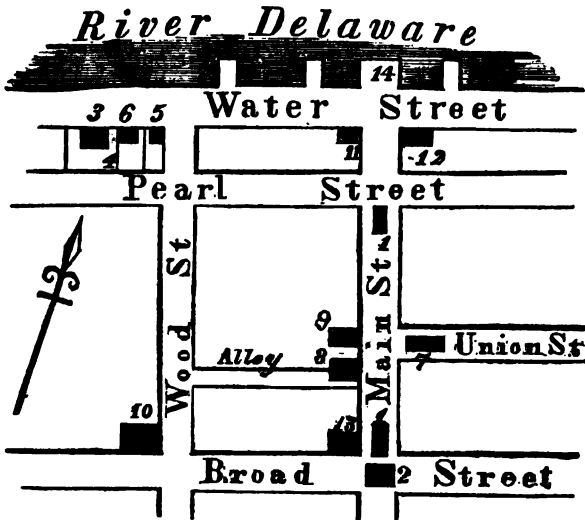 River Delaware
14
Water Street
3 6 5
4 11 12
Pearl Street
1
Wood St
Main St
9
Union St
7
Alley 8
10 13
Broad Street
2